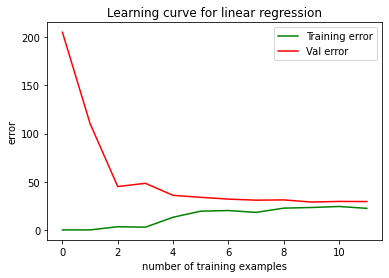 Learning curve for linear regression
Training error
Val error
200
150
100
50
0
error
0 2 4 6 8 10
number of training examples